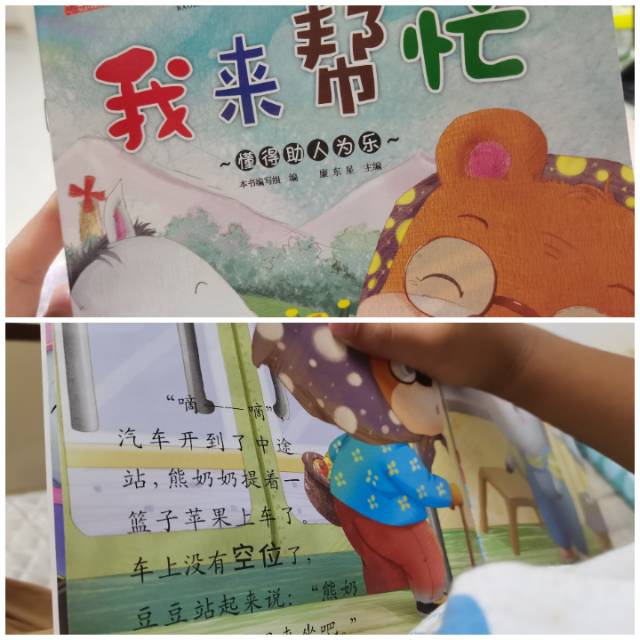 我来帮忙
~懂得助人为乐~
本书编写组 编 康东星 主编
“嘀——嘀”
汽车开到了中途
站，熊奶奶提着一
篮子苹果上车了。
车上没有空位了，
豆豆站起来说：“熊奶
来坐吧。”